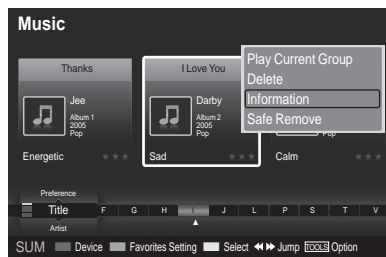 Music
Thanks
Jee
Album 1
2005
Pop
Energetic
I Love You
Darby
Album 2
2005
Pop
Sad
Pop
Calm
Play Current Group
Delete
Information
Safe Remove
Preference
Title F G H I J L P S T V
Artist
SUM Device Favorites Setting Select Jump TOOLS Option